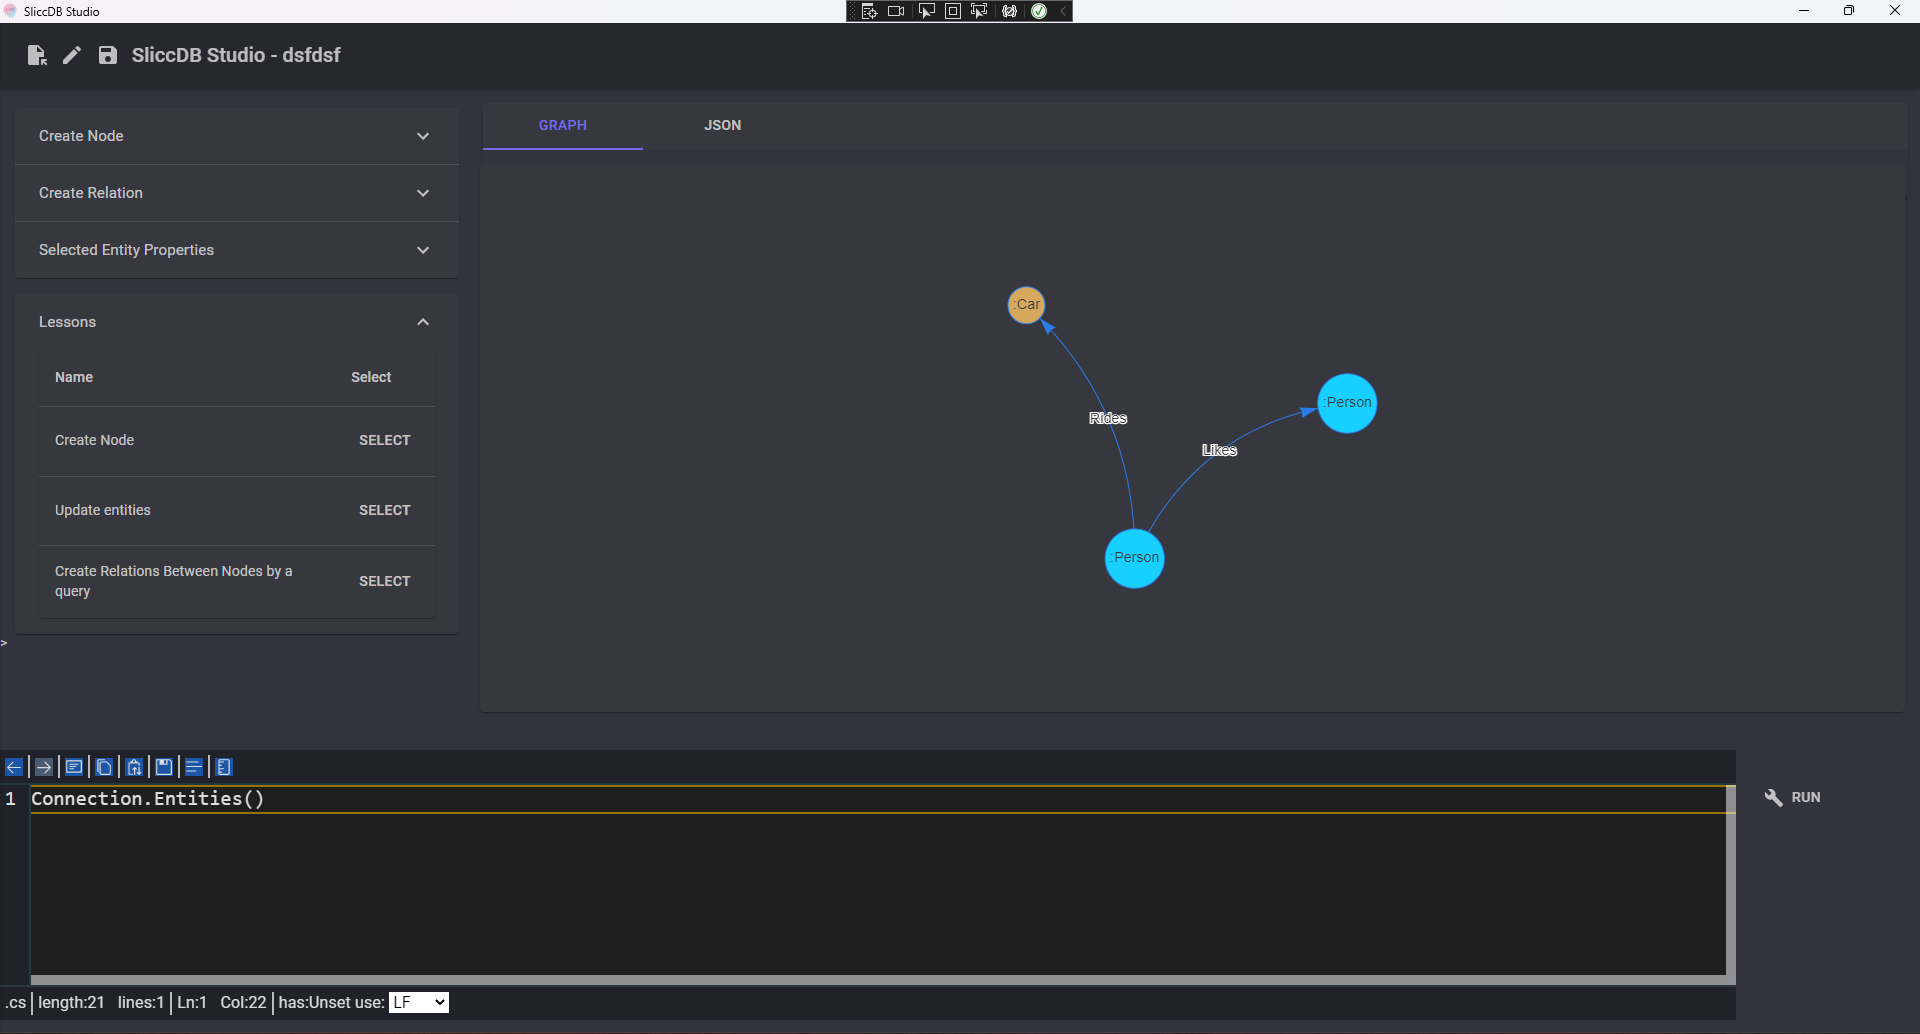 SliccDB Studio
SliccDB Studio - dsfdsf
Create Node
Create Relation
Selected Entity Properties
Lessons
Name Select
Create Node SELECT
Update entities SELECT
Create Relations Between Nodes by a
query
SELECT
>
GRAPH JSON
:Car
Rides
:Person
Likes
:Person
1 Connection.Entities()
RUN
.cs length:21 lines:1 Ln:1 Col:22 has:Unset use: LF